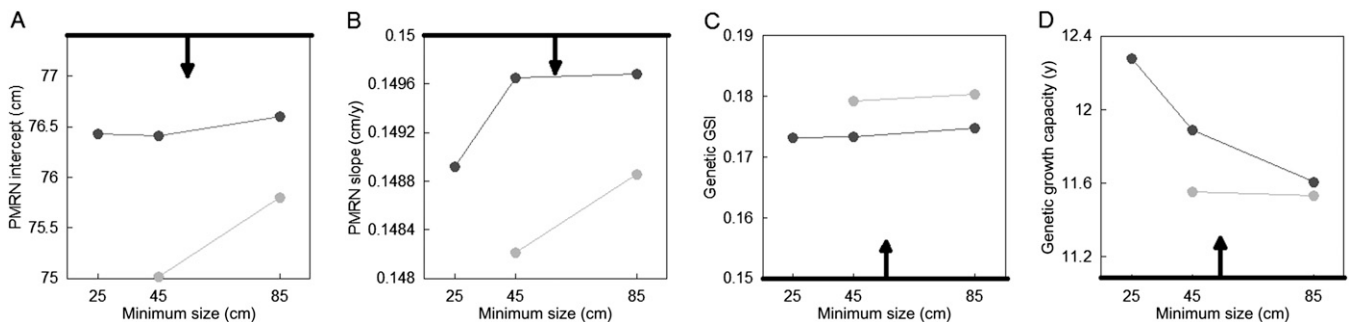 A
PMRN intercept (cm)
77
76.5
76
75.5
75
25 45 85
Minimum size (cm)
B
PMRN slope (cm/y)
0.15
0.1496
0.1492
0.1488
0.1484
0.148
25 45 85
Minimum size (cm)
C
Genetic GSI
0.19
0.18
0.17
0.16
0.15
25 45 85
Minimum size (cm)
D
Genetic growth capacity (y)
12.4
12
11.6
11.2
25 45 85
Minimum size (cm)